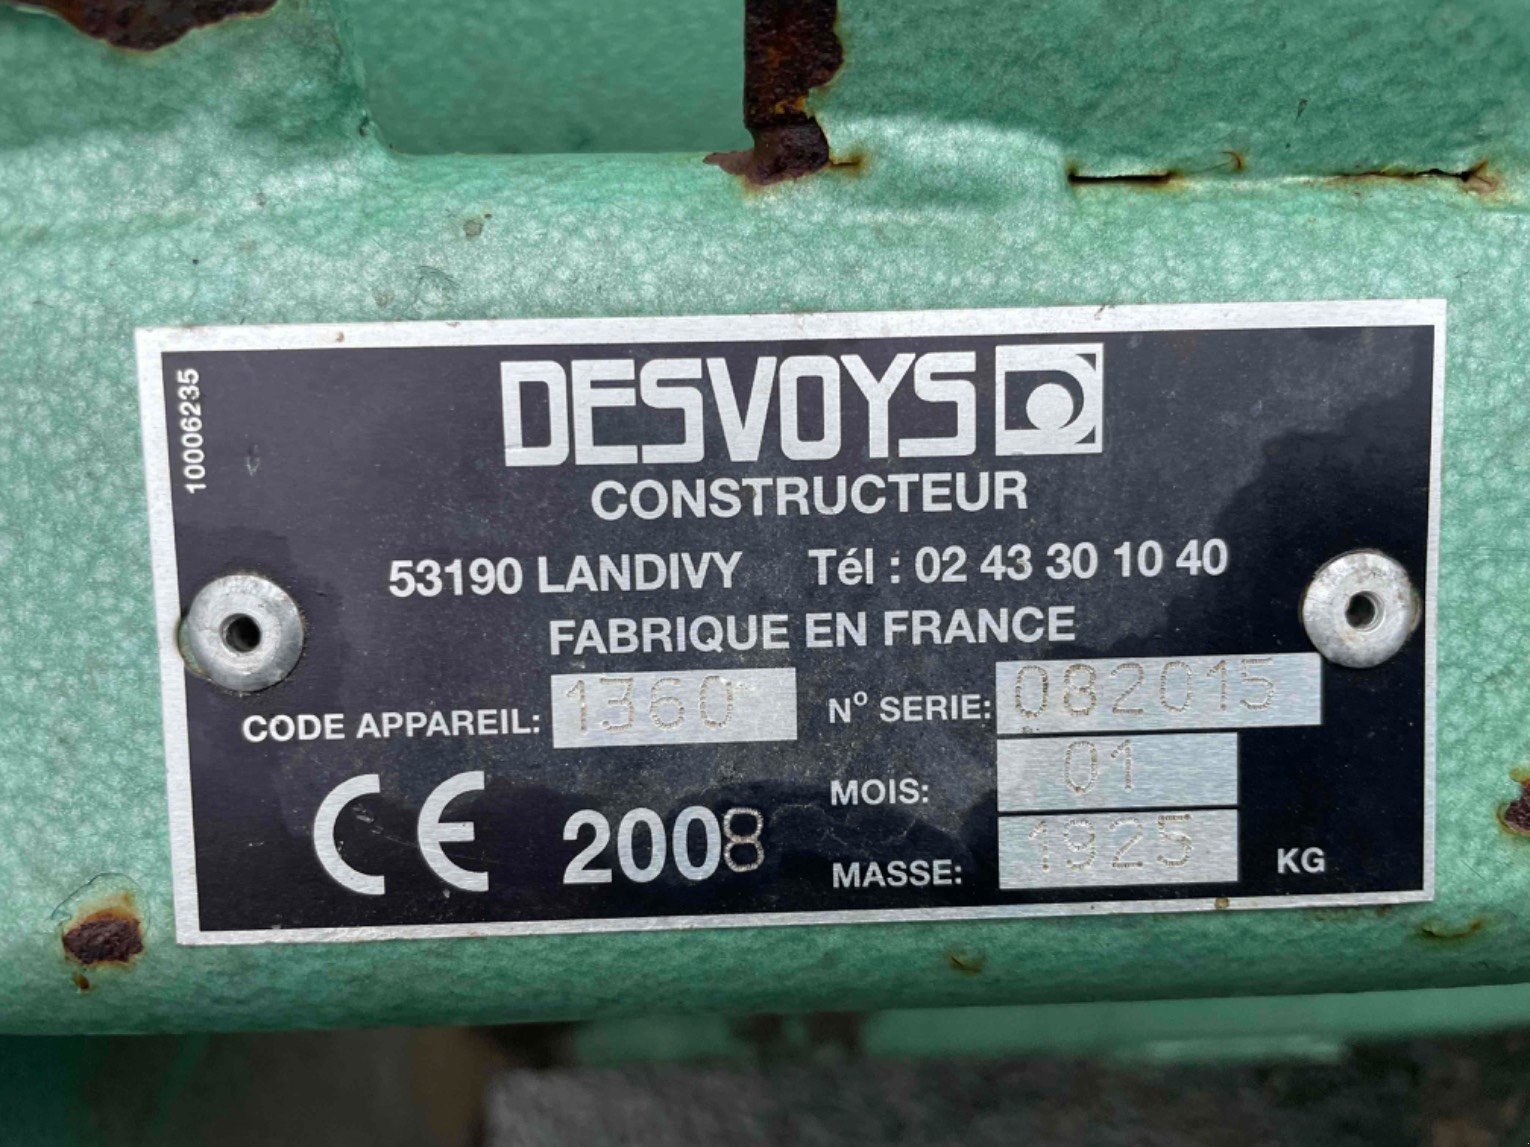 10006235
DESVOYS
CONSTRUCTEUR
53190 LANDIVY Tél : 02 43 30 10 40
FABRIQUE EN FRANCE
CODE APPAREIL: 1360 N° SERIE: 082015
MOIS: 01
CE 2008
MASSE: 1925 KG